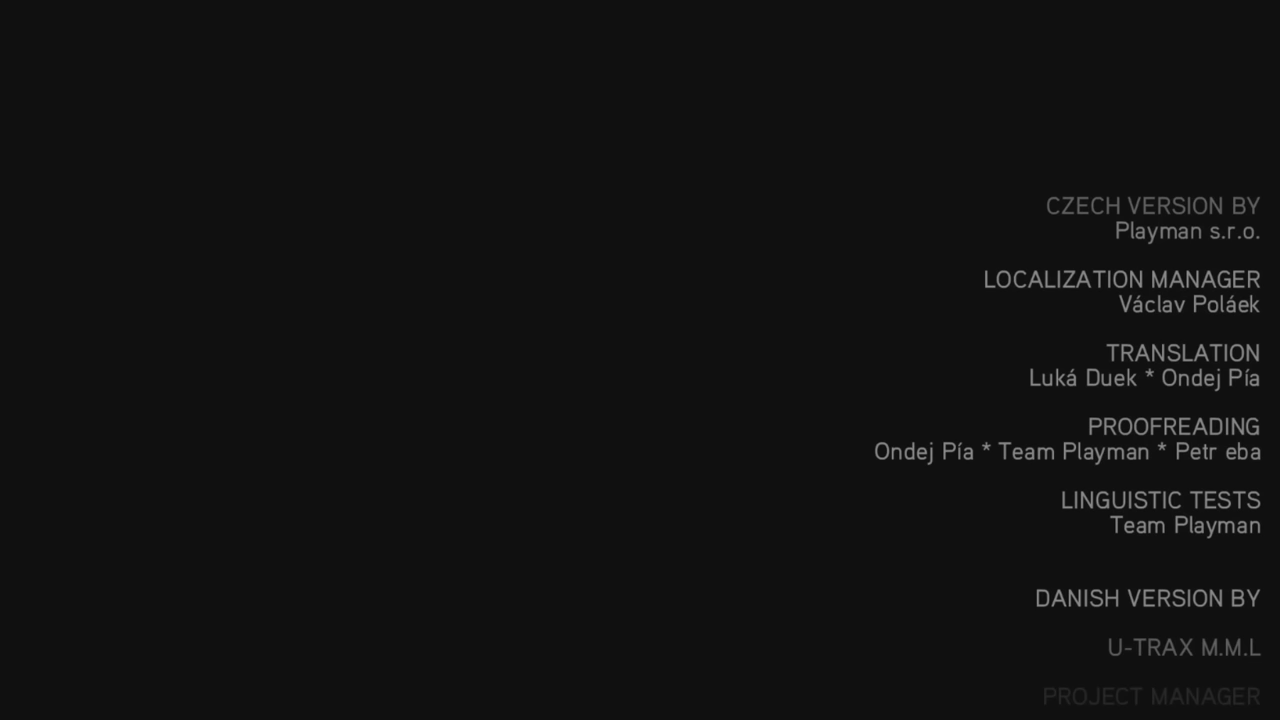 CZECH VERSION BY
Playman s.r.o.
LOCALIZATION MANAGER
Václav Poláek
TRANSLATION
Luká Duek * Ondej Pía
PROOFREADING
Ondej Pía * Team Playman * Petr eba
LINGUISTIC TESTS
Team Playman
DANISH VERSION BY
U-TRAX M.M.L
PROJECT MANAGER